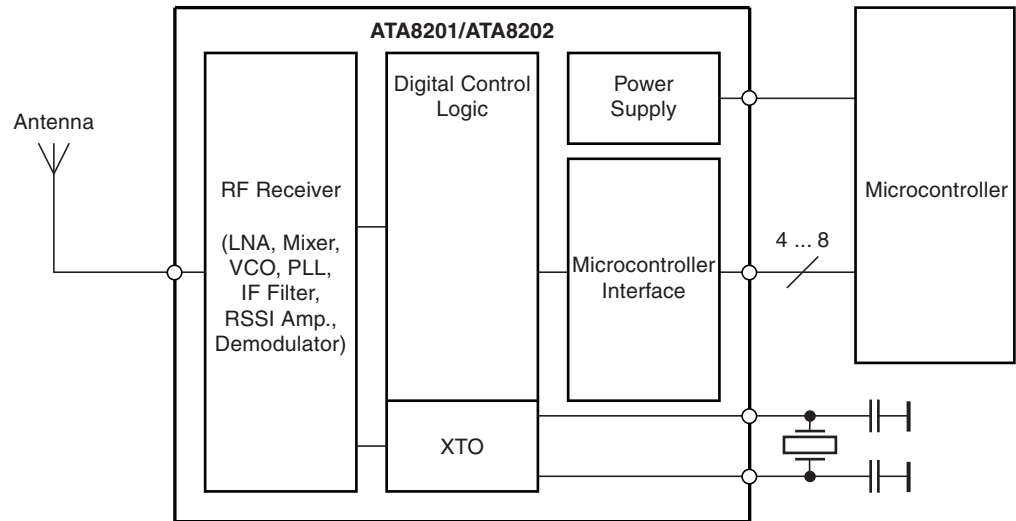 ATA8201/ATA8202
Antenna
RF Receiver
(LNA, Mixer,
VCO, PLL,
IF Filter,
RSSI Amp.,
Demodulator)
Digital Control
Logic
XTO
Power
Supply
Microcontroller
Interface
4 ... 8
Microcontroller